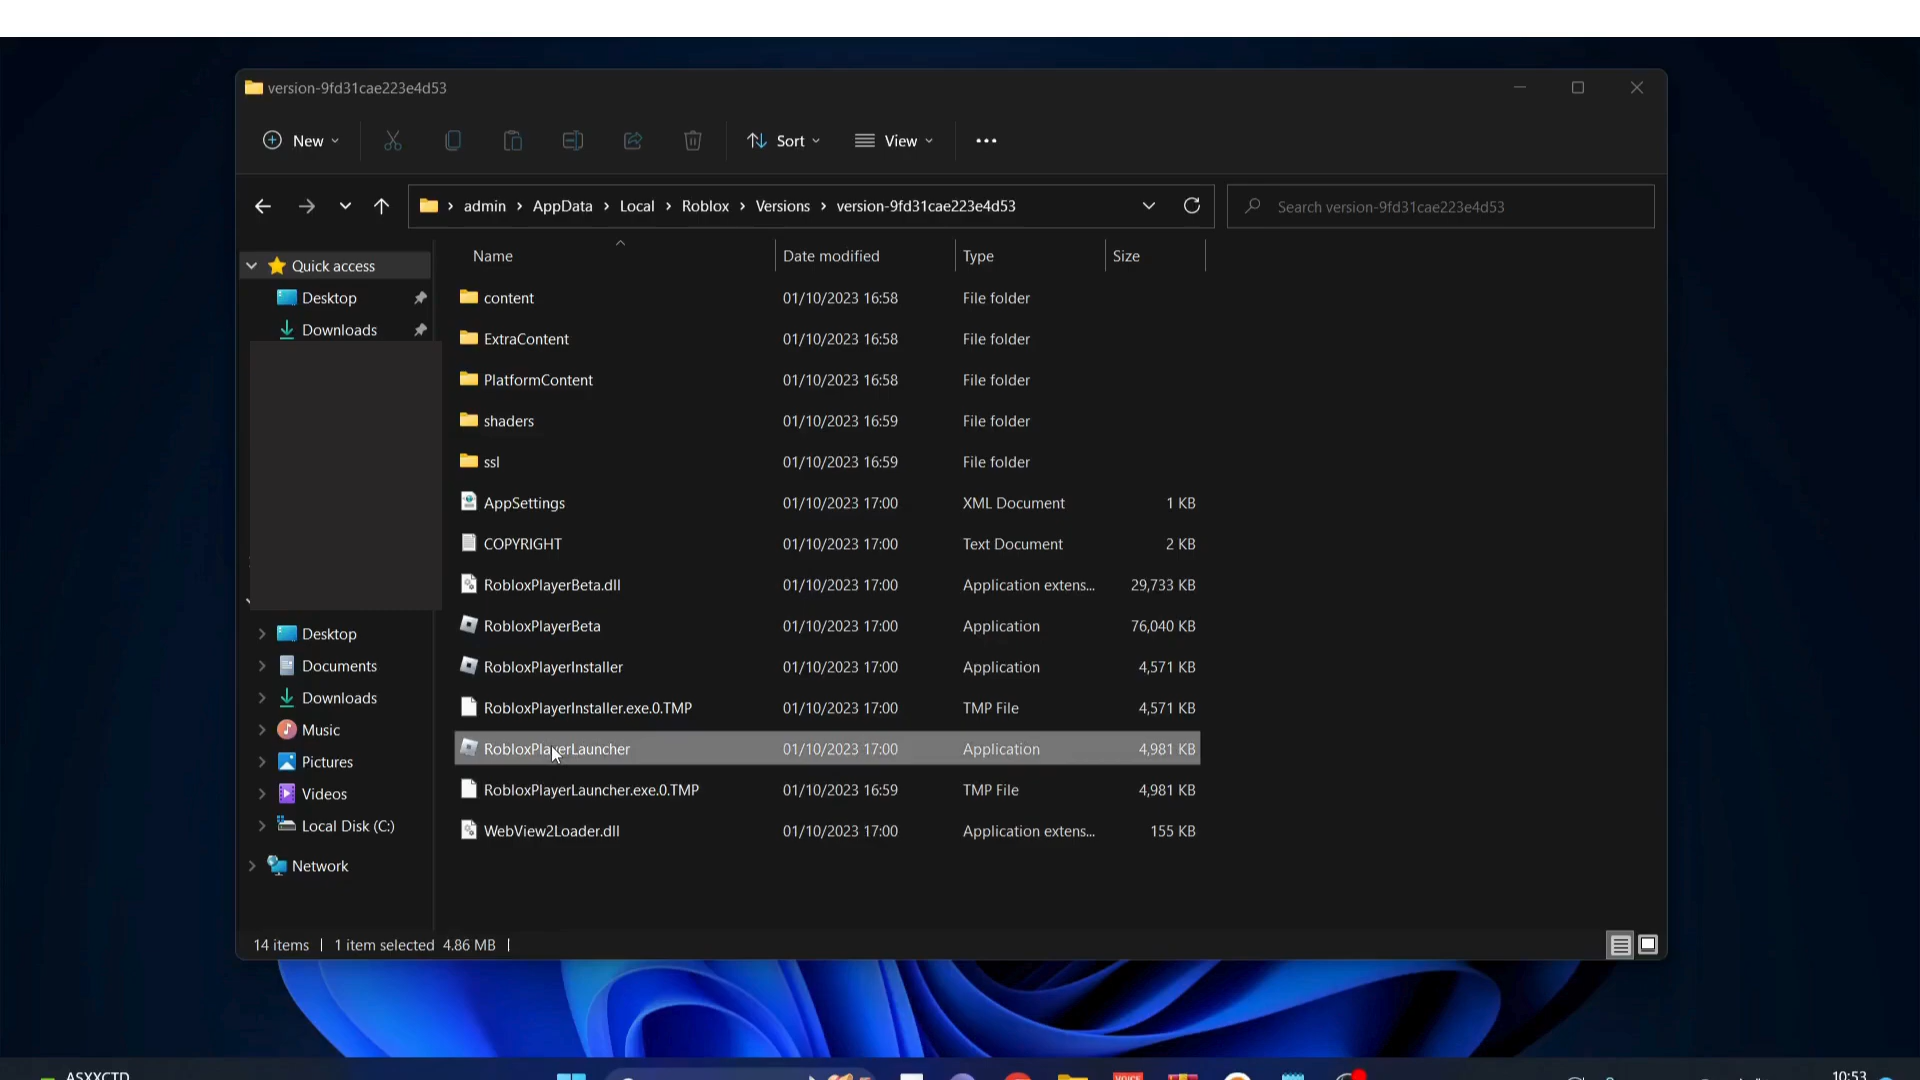 version-9fd31cae223e4d53
New Sort View
admin AppData Local Roblox Versions version-9fd31cae223e4d53 Search version-9fd31cae223e4d53
Name Date modified Type Size
Quick access
Desktop
Downloads
content 01/10/2023 16:58 File folder
ExtraContent 01/10/2023 16:58 File folder
PlatformContent 01/10/2023 16:58 File folder
shaders 01/10/2023 16:59 File folder
ssl 01/10/2023 16:59 File folder
AppSettings 01/10/2023 17:00 XML Document 1 KB
COPYRIGHT 01/10/2023 17:00 Text Document 2 KB
RobloxPlayerBeta.dll 01/10/2023 17:00 Application extens... 29,733 KB
RobloxPlayerBeta 01/10/2023 17:00 Application 76,040 KB
RobloxPlayerInstaller 01/10/2023 17:00 Application 4,571 KB
RobloxPlayerInstaller.exe.0.TMP 01/10/2023 17:00 TMP File 4,571 KB
RobloxPlayerLauncher 01/10/2023 17:00 Application 4,981 KB
RobloxPlayerLauncher.exe.0.TMP 01/10/2023 16:59 TMP File 4,981 KB
WebView2Loader.dll 01/10/2023 17:00 Application extens... 155 KB
Desktop
Documents
Downloads
Music
Pictures
Videos
Local Disk (C:)
Network
14 items 1 item selected 4.86 MB
ASXXCTD
VOICE
10:53